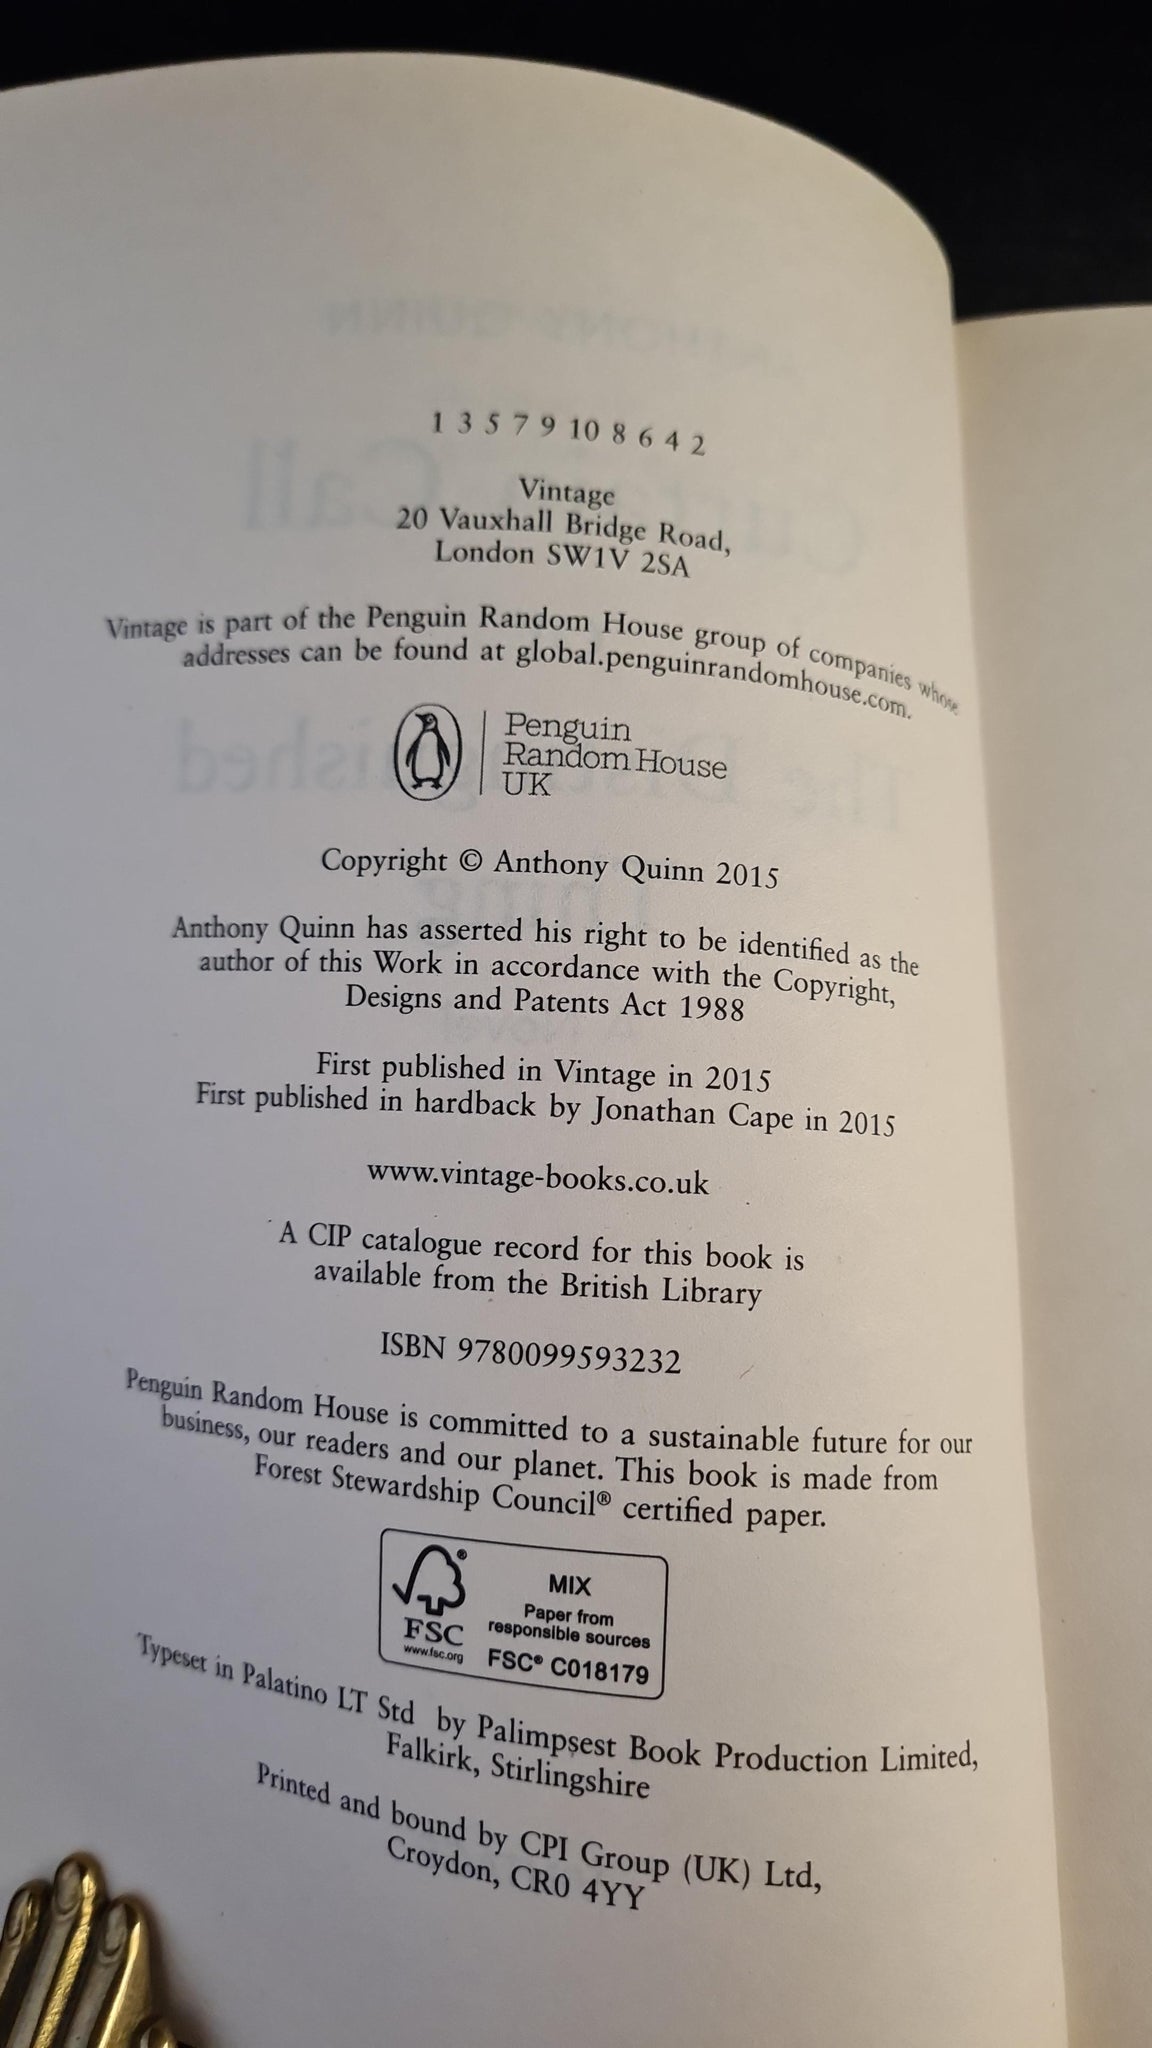 1 3 5 7 9 10 8 6 4 2
Vintage
20 Vauxhall Bridge Road,
London SW1V 2SA
Vintage is part of the Penguin Random House group of companies whose
addresses can be found at global.penguinrandomhouse.com.
Penguin
Random House
UK
Copyright © Anthony Quinn 2015
Anthony Quinn has asserted his right to be identified as the
author of this Work in accordance with the Copyright,
Designs and Patents Act 1988
First published in Vintage in 2015
First published in hardback by Jonathan Cape in 2015
www.vintage-books.co.uk
A CIP catalogue record for this book is
available from the British Library
ISBN 9780099593232
Penguin Random House is committed to a sustainable future for our
business, our readers and our planet. This book is made from
Forest Stewardship Council® certified paper.
®
FSC
www.fsc.org
MIX
Paper from
responsible sources
FSC® C018179
Typeset in Palatino LT Std by Palimpsest Book Production Limited,
Falkirk, Stirlingshire
Printed and bound by CPI Group (UK) Ltd,
Croydon, CR0 4YY